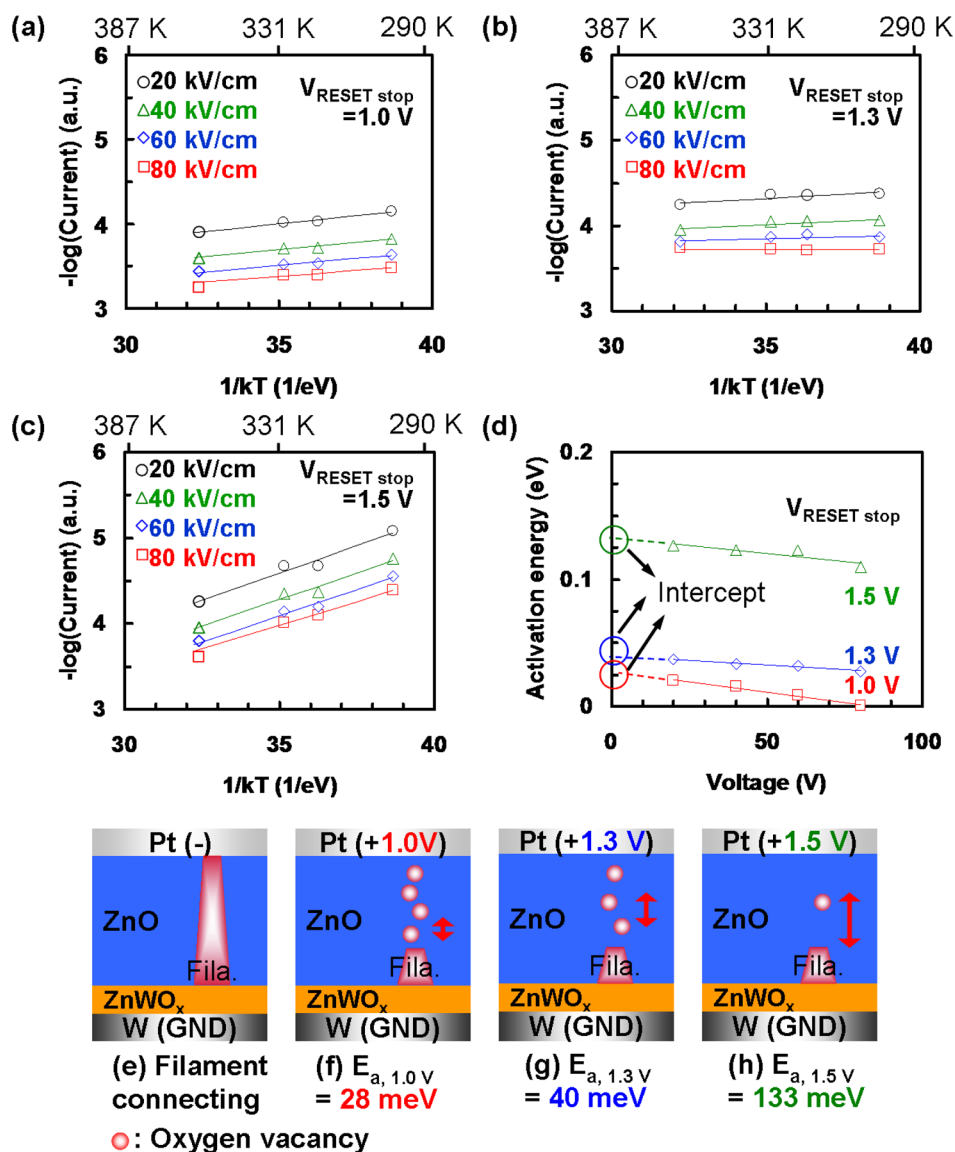 (a)
387 K 331 K 290 K
6
5
4
3
-log(Current) (a.u.)
20 kV/cm
40 kV/cm
60 kV/cm
80 kV/cm
V RESET stop
=1.0 V
30 35 40
1/kT (1/eV)
(b)
387 K 331 K 290 K
6
5
4
3
-log(Current) (a.u.)
20 kV/cm
40 kV/cm
60 kV/cm
80 kV/cm
V RESET stop
=1.3 V
30 35 40
1/kT (1/eV)
(c)
387 K 331 K 290 K
6
5
4
3
-log(Current) (a.u.)
20 kV/cm
40 kV/cm
60 kV/cm
80 kV/cm
V RESET stop
=1.5 V
30 35 40
1/kT (1/eV)
(d)
0.2
0.1
0
Activation energy (eV)
V RESET stop
1.5 V
Intercept
1.3 V
1.0 V
0 50 100
Voltage (V)
Pt (-)
ZnO
Fila.
ZnWOx
W (GND)
(e) Filament
connecting
Pt (+1.0V)
ZnO
Fila.
ZnWOx
W (GND)
(f) Ea, 1.0 V
= 28 meV
Pt (+1.3 V)
ZnO
Fila.
ZnWOx
W (GND)
(g) Ea, 1.3 V
= 40 meV
Pt (+1.5 V)
ZnO
Fila.
ZnWOx
W (GND)
(h) Ea, 1.5 V
= 133 meV
: Oxygen vacancy